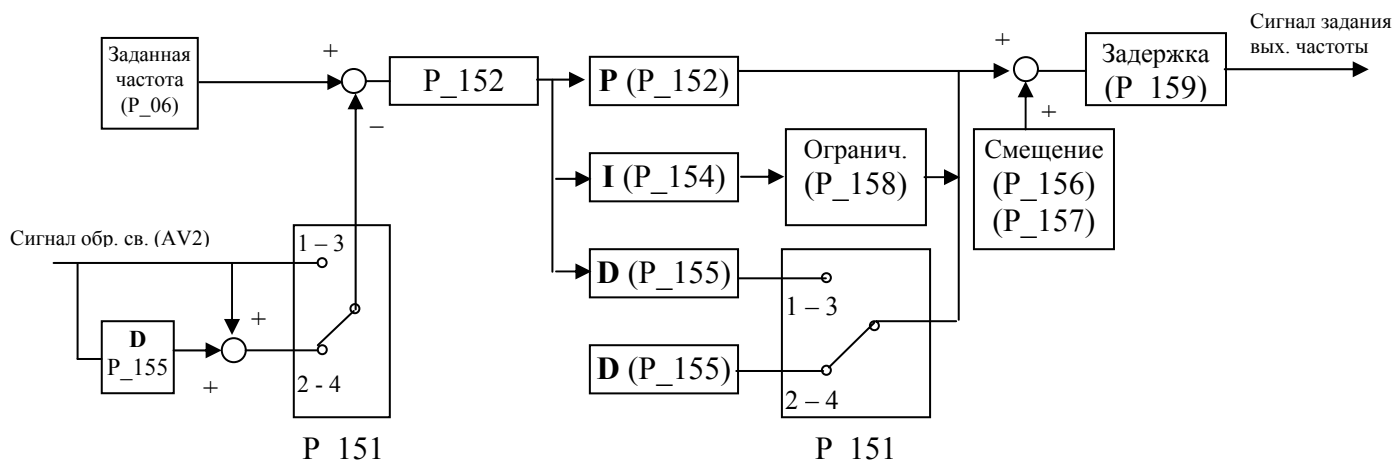 Сигнал задания
вых. частоты
Заданная
частота
(P_06)
+
–
P_152
P (P_152)
I (P_154)
D (P_155)
D (P_155)
Огранич.
(P_158)
+
+
Смещение
(P_156)
(P_157)
Задержка
(P 159)
Сигнал обр. св. (AV2)
D
P_155
+
+
1 – 3
2 - 4
P 151
1 – 3
2 – 4
P 151